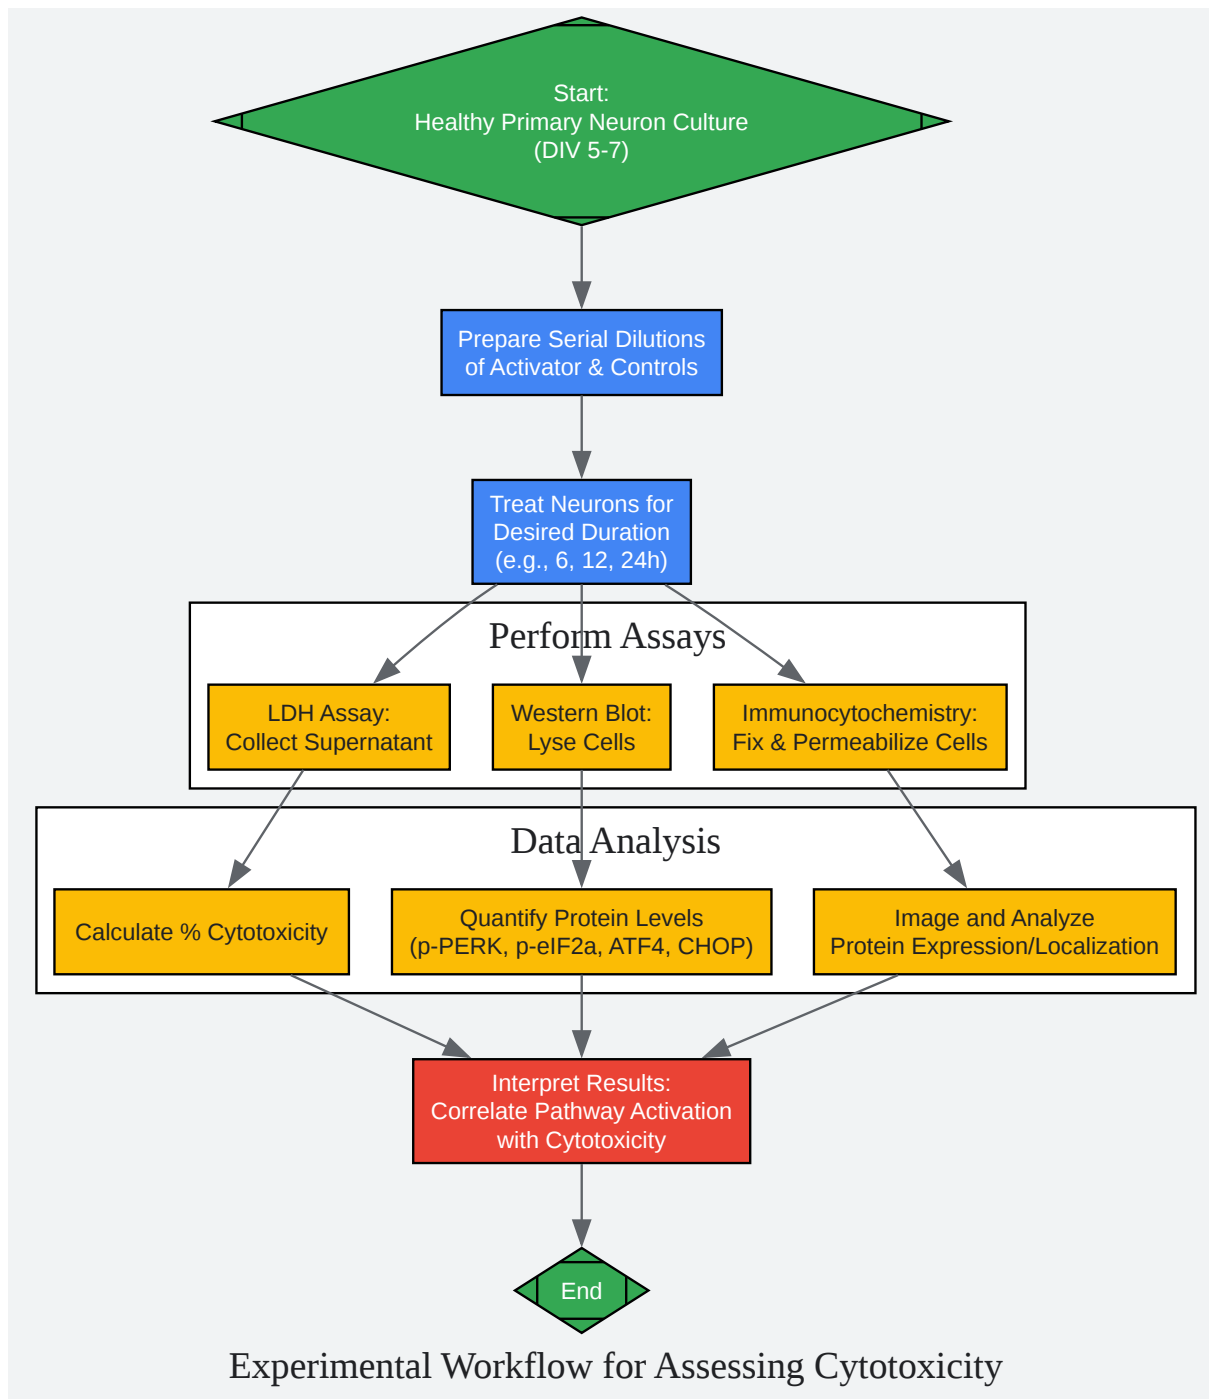 Start:
Healthy Primary Neuron Culture
(DIV 5-7)
Prepare Serial Dilutions
of Activator & Controls
Treat Neurons for
Desired Duration
(e.g., 6, 12, 24h)
Perform Assays
LDH Assay:
Collect Supernatant
Western Blot:
Lyse Cells
Immunocytochemistry:
Fix & Permeabilize Cells
Data Analysis
Calculate % Cytotoxicity
Quantify Protein Levels
(p-PERK, p-eIF2a, ATF4, CHOP)
Image and Analyze
Protein Expression/Localization
Interpret Results:
Correlate Pathway Activation
with Cytotoxicity
End
Experimental Workflow for Assessing Cytotoxicity